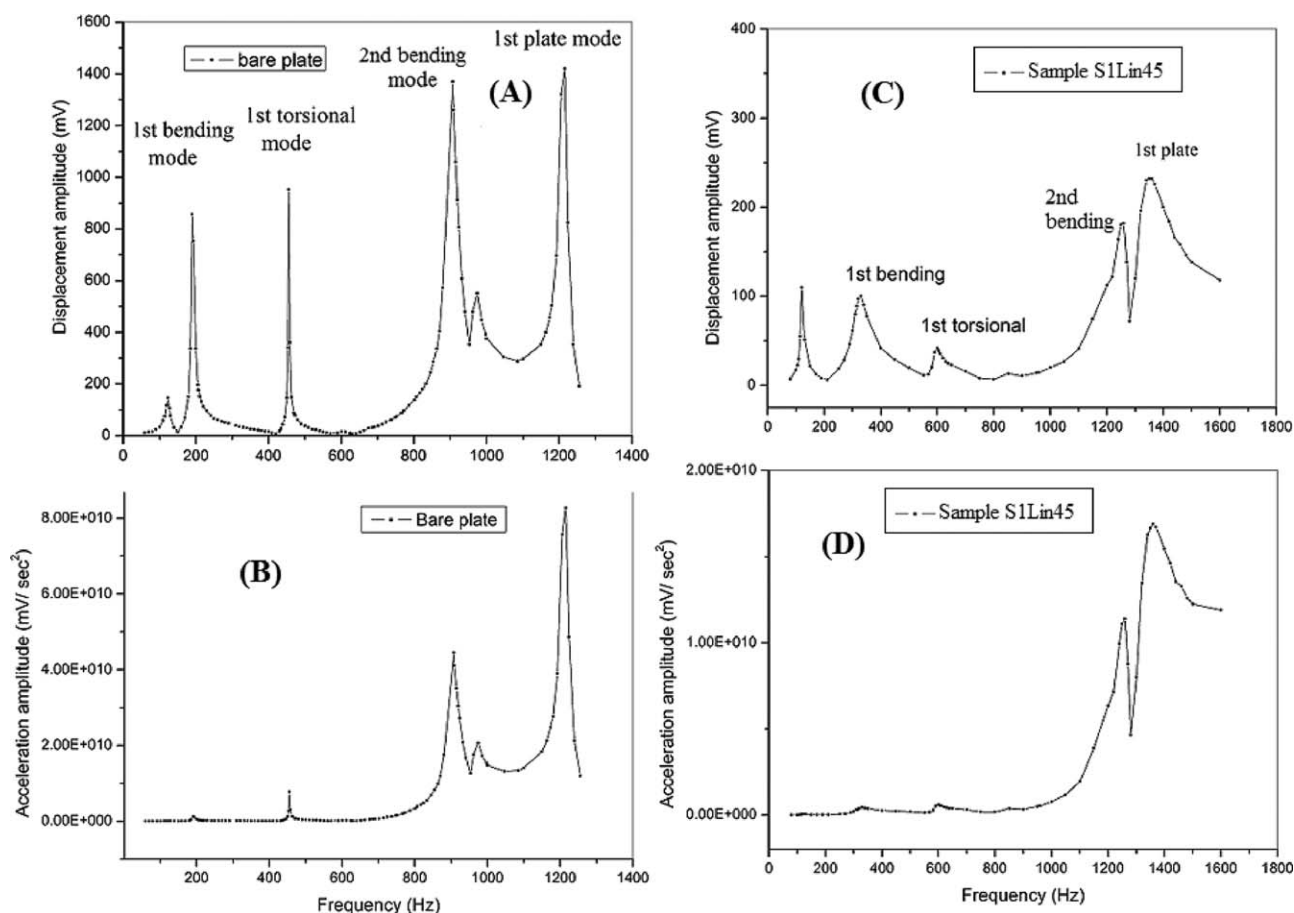 1600
1400
1200
1000
800
600
400
200
0
Displacement amplitude (mV)
bare plate
1st bending
mode
1st torsional
mode
2nd bending
mode
1st plate mode
(A)
0 200 400 600 800 1000 1200 1400
400
300
200
100
0
Displacement amplitude (mV)
(C)
Sample S1Lin45
1st bending
1st torsional
2nd
bending
1st plate
0 200 400 600 800 1000 1200 1400 1600 1800
8.00E+010
6.00E+010
4.00E+010
2.00E+010
0.00E+000
Acceleration amplitude (mV/ sec²)
Bare plate
(B)
200 400 600 800 1000 1200 1400
Frequency (Hz)
2.00E+010
1.00E+010
0.00E+000
Acceleration amplitude (mV/ sec²)
Sample S1Lin45
(D)
0 200 400 600 800 1000 1200 1400 1600 1800
Frequency (Hz)